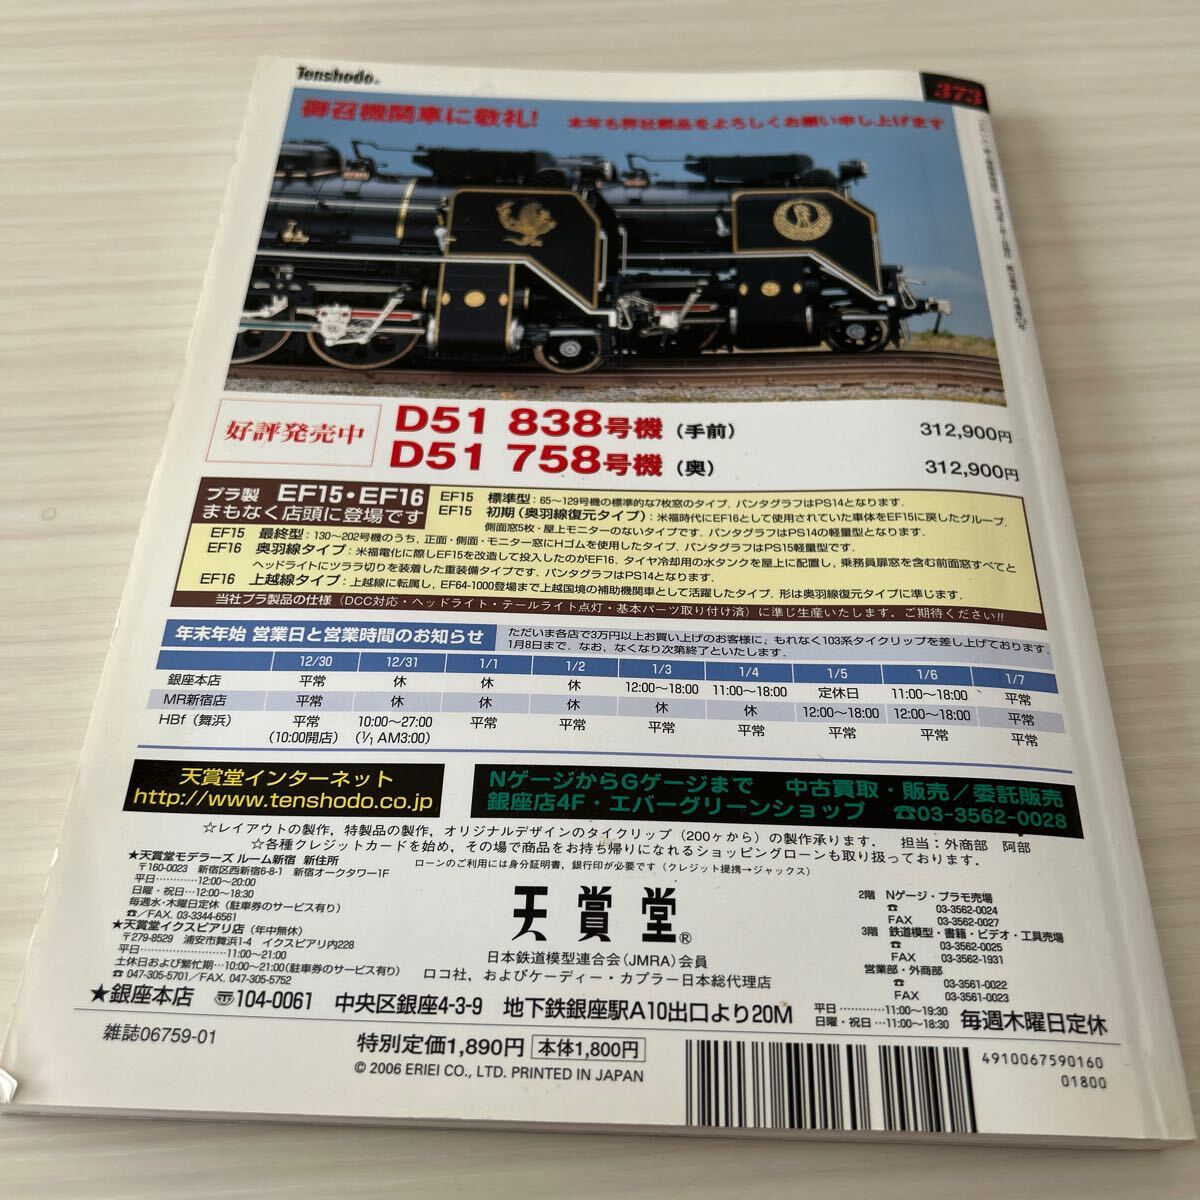 Tenshodo.
373
御召機関車に敬礼!
本年も弊社製品をよろしくお願い申し上げます
好評発売中
D51 838号機（手前）
312,900円
D51 758号機（奥）
312,900円
プラ製 EF15・EF16
まもなく店頭に登場です
EF15 標準型：65〜129号機の標準的な7枚窓のタイプ．パンタグラフはPS14となります．
EF15 初期（奥羽線復元タイプ）：米福時代にEF16として使用されていた車体をEF15に戻したグループ．
側面窓5枚・屋上モニターのないタイプです．パンタグラフはPS14の軽量型となります．
EF15 最終型：130〜202号機のうち，正面・側面・モニター窓にHゴムを使用したタイプ．パンタグラフはPS15軽量型です．
EF16 奥羽線タイプ：米福電化に際しEF15を改造して投入したのがEF16．タイヤ冷却用の水タンクを屋上に配置し，乗務員扉窓を含む前面窓すべてと
ヘッドライトにツララ切りを装着した重装備タイプです．パンタグラフはPS14となります．
EF16 上越線タイプ：上越線に転属し，EF64-1000登場まで上越国境の補助機関車として活躍したタイプ．形は奥羽線復元タイプに準じます．
当社プラ製品の仕様（DCC対応・ヘッドライト・テールライト点灯・基本パーツ取り付け済）に準じ生産いたします．ご期待ください!!
年末年始 営業日と営業時間のお知らせ
ただいま各店で3万円以上お買い上げのお客様に，もれなく103系タイクリップを差し上げております．
1月8日まで．なお，なくなり次第終了といたします．
12/30 12/31 1/1 1/2 1/3 1/4 1/5 1/6 1/7
銀座本店 平常 休 休 休 12:00〜18:00 11:00〜18:00 定休日 11:00〜18:00 平常
MR新宿店 平常 休 休 休 休 休 12:00〜18:00 12:00〜18:00 平常
HBf（舞浜） 平常 10:00〜27:00 平常 平常 平常 平常 平常 平常 平常
(10:00開店) (1/1 AM3:00)
天賞堂インターネット
http://www.tenshodo.co.jp
NゲージからGゲージまで 中古買取・販売／委託販売
銀座店4F・エバーグリーンショップ ☎03-3562-0028
☆レイアウトの製作，特製品の製作，オリジナルデザインのタイクリップ（200ヶから）の製作承ります． 担当：外商部 阿部
☆各種クレジットカードを始め，その場で商品をお持ち帰りになれるショッピングローンも取り扱っております．
ローンのご利用には身分証明書，銀行印が必要です（クレジット提携→ジャックス）
★天賞堂モデラーズ ルーム新宿 新住所
〒160-0023 新宿区西新宿6-8-1 新宿オークタワー1F
平日…………12:00〜20:00
日曜・祝日…12:00〜18:30
毎週水・木曜日定休（駐車券のサービス有り）
☎／FAX. 03-3344-6561
★天賞堂イクスピアリ店（年中無休）
〒279-8529 浦安市舞浜1-4 イクスピアリ内228
平日……………………11:00〜21:00
土休日および繁忙期…10:00〜21:00(駐車券のサービス有り)
☎ 047-305-5701／FAX. 047-305-5752
天賞堂®
日本鉄道模型連合会(JMRA)会員
ロコ社，およびケーディー・カプラー日本総代理店
2階 Nゲージ・プラモ売場
☎ 03-3562-0024
FAX 03-3562-0027
3階 鉄道模型・書籍・ビデオ・工具売場
☎ 03-3562-0025
FAX 03-3562-1931
営業部・外商部
☎ 03-3561-0022
FAX 03-3561-0023
★銀座本店 〒104-0061 中央区銀座4-3-9 地下鉄銀座駅A10出口より20M
平日…………11:00〜19:30
日曜・祝日…11:00〜18:30
毎週木曜日定休
雑誌06759-01
特別定価1,890円 本体1,800円
© 2006 ERIEI CO., LTD. PRINTED IN JAPAN
4910067590160
01800